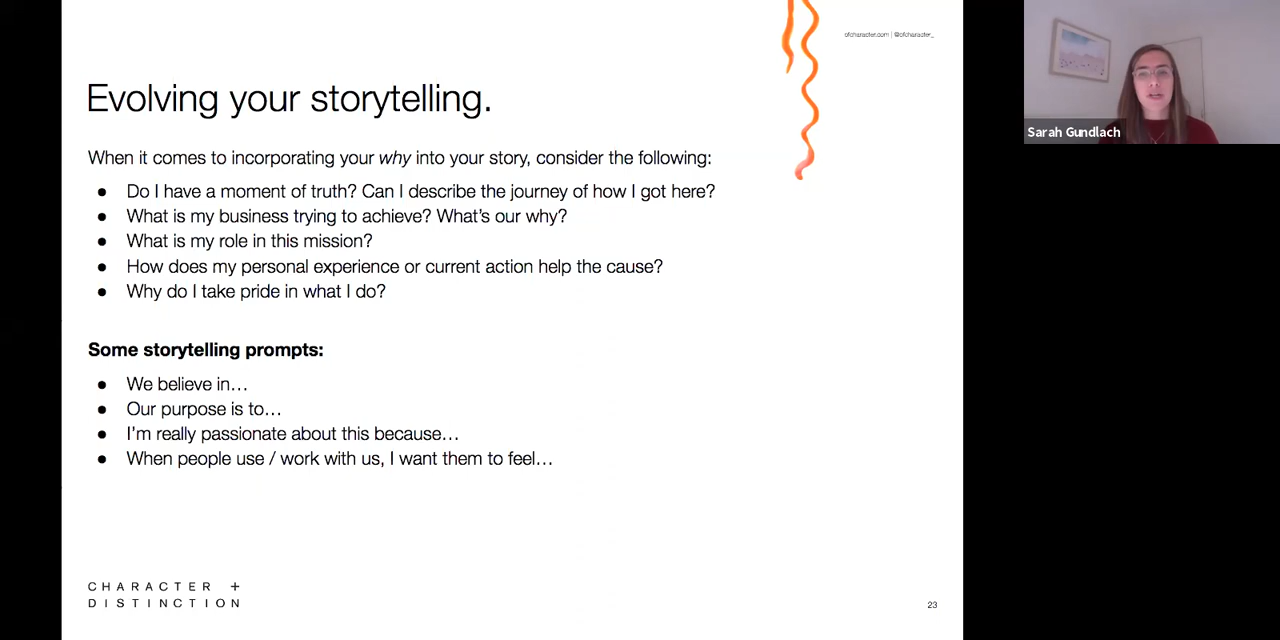 ofcharacter.com | @ofcharacter_
Evolving your storytelling.
When it comes to incorporating your why into your story, consider the following:
● Do I have a moment of truth? Can I describe the journey of how I got here?
● What is my business trying to achieve? What’s our why?
● What is my role in this mission?
● How does my personal experience or current action help the cause?
● Why do I take pride in what I do?
Some storytelling prompts:
● We believe in…
● Our purpose is to…
● I’m really passionate about this because…
● When people use / work with us, I want them to feel…
CHARACTER +
DISTINCTION
23
Sarah Gundlach